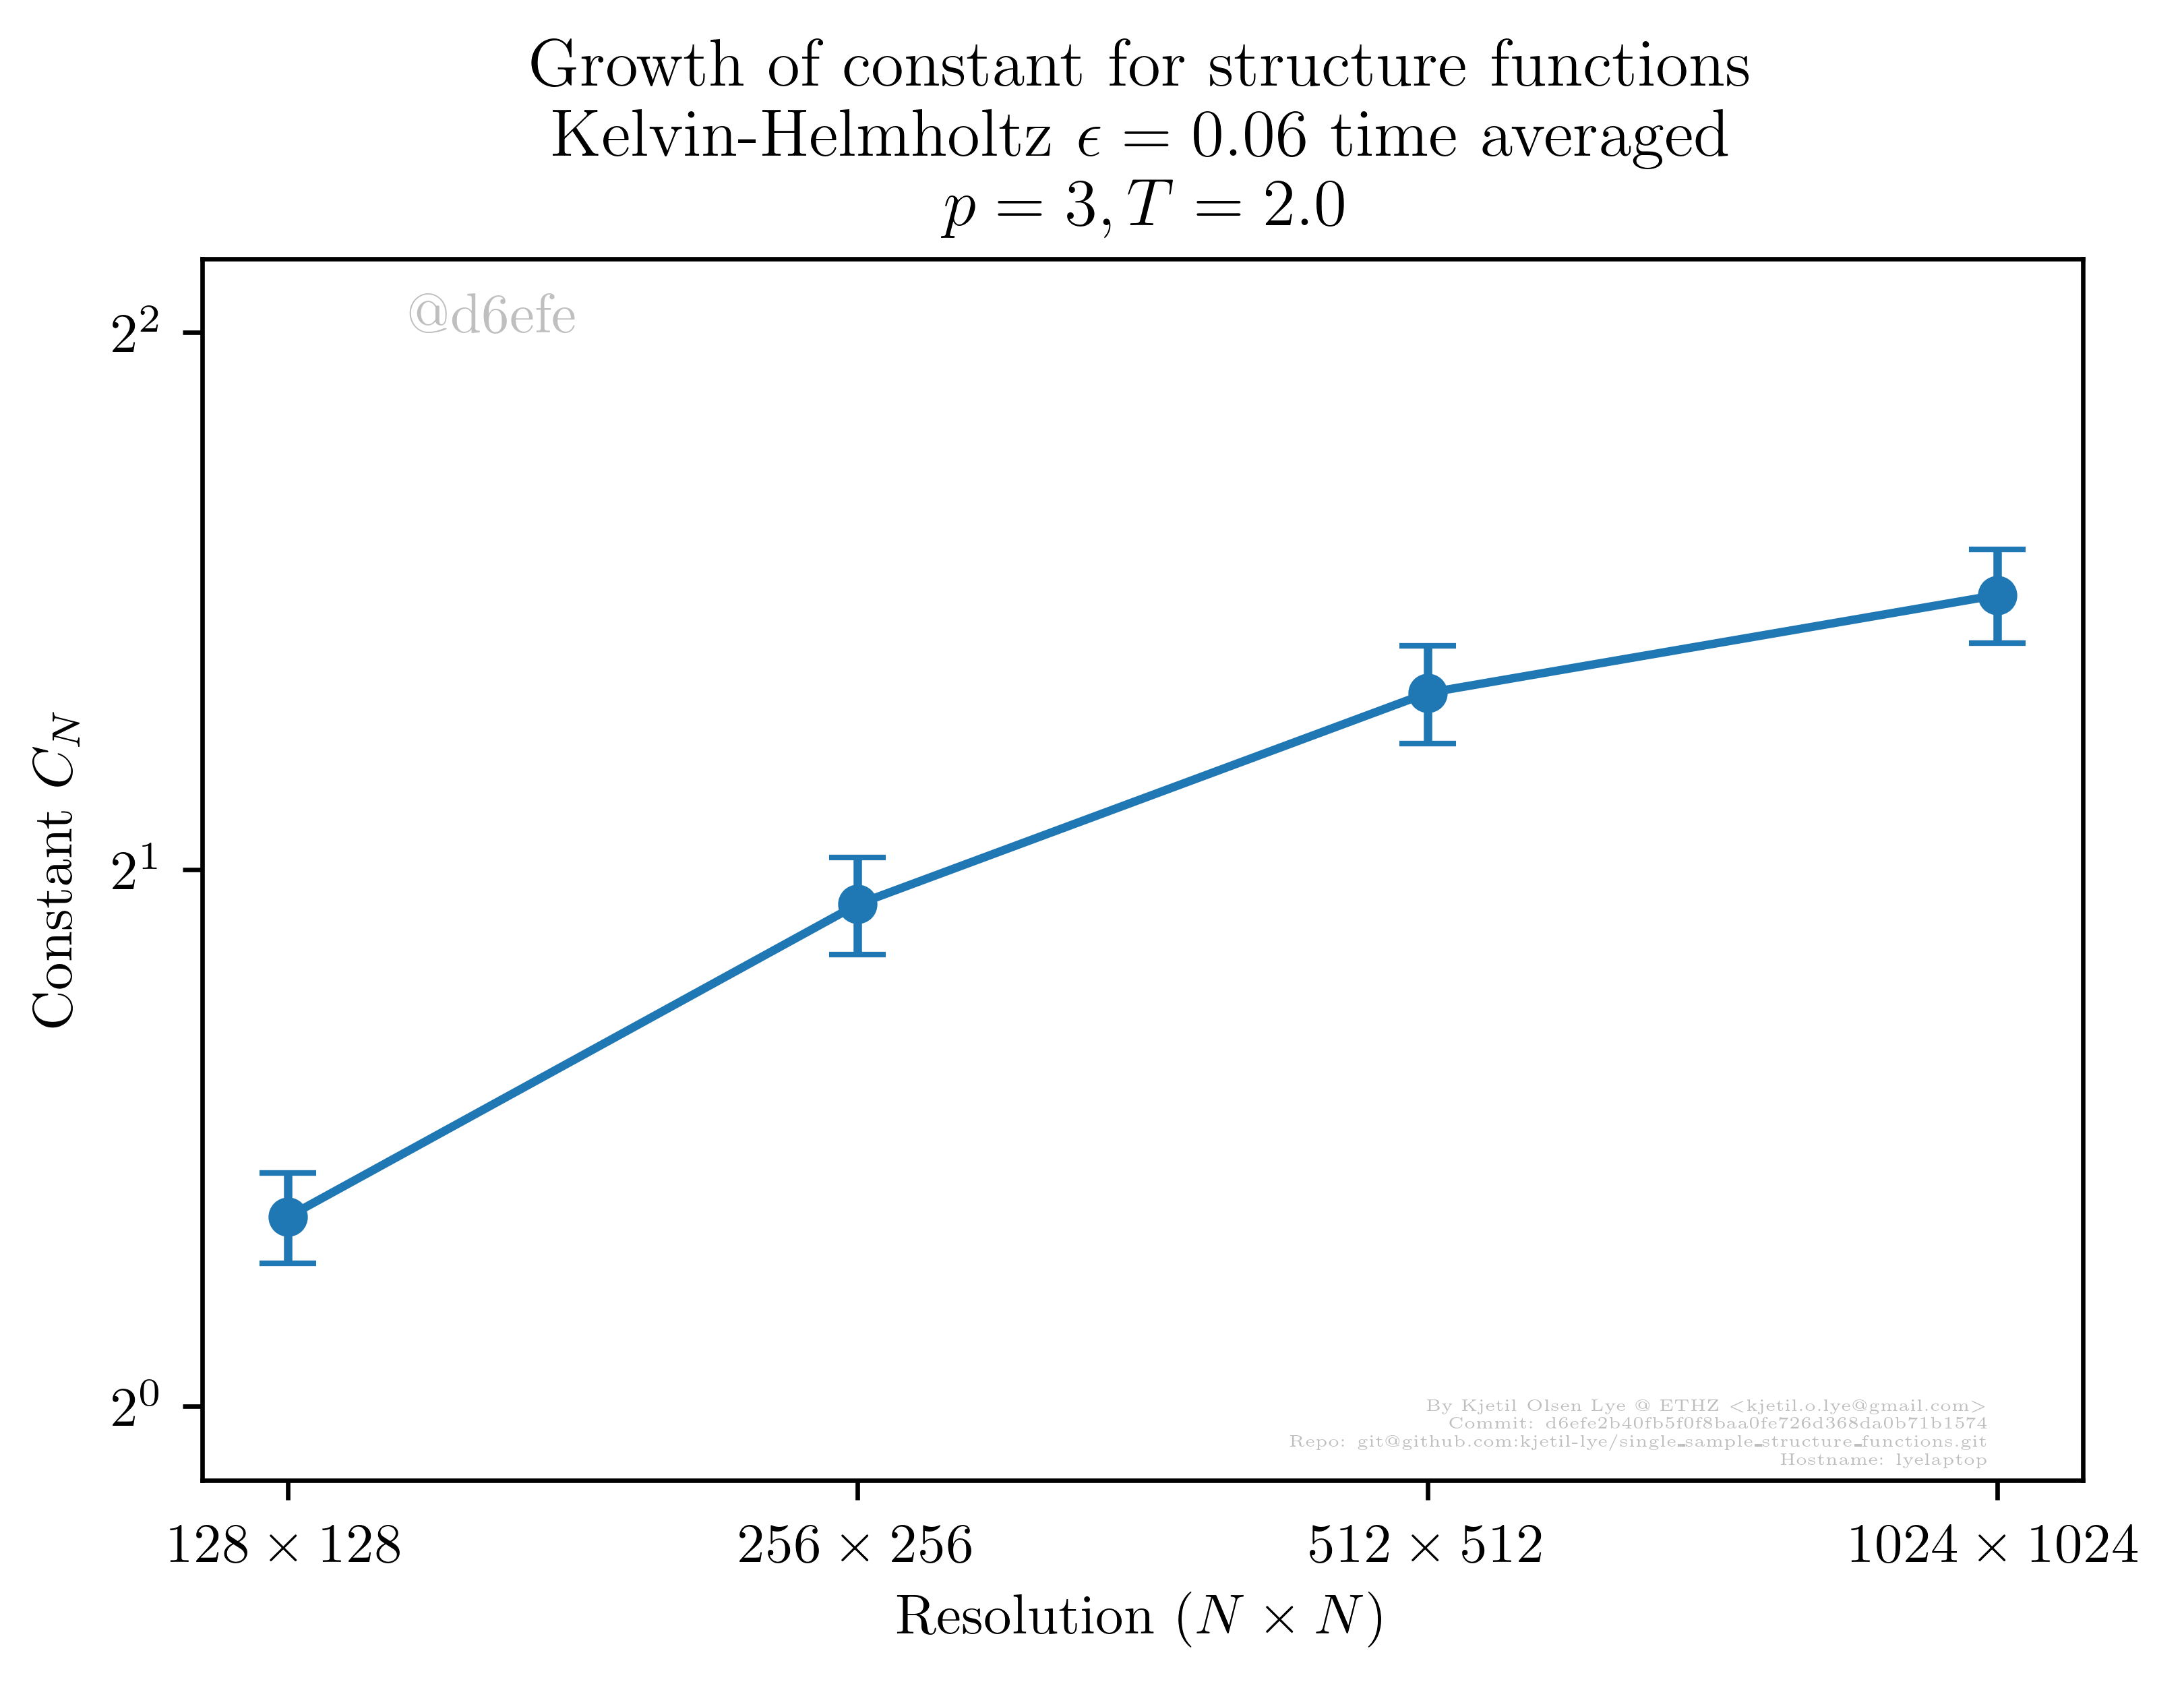 Growth of constant for structure functions
Kelvin-Helmholtz ϵ = 0.06 time averaged
p = 3, T = 2.0
@d6efe
2²
2¹
2⁰
Constant C_N
By Kjetil Olsen Lye @ ETHZ <kjetil.o.lye@gmail.com>
Commit: d6efe2b40fb5f0f8baa0fe726d368da0b71b1574
Repo: git@github.com:kjetil-lye/single_sample_structure_functions.git
Hostname: lyelaptop
128 × 128
256 × 256
512 × 512
1024 × 1024
Resolution (N × N)